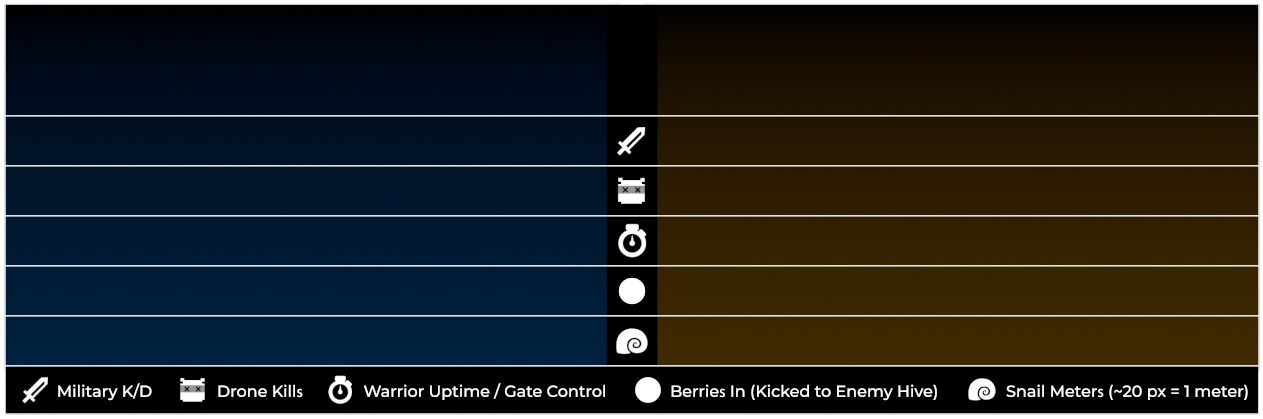 Military K/D Drone Kills Warrior Uptime / Gate Control Berries In (Kicked to Enemy Hive) Snail Meters (~20 px = 1 meter)